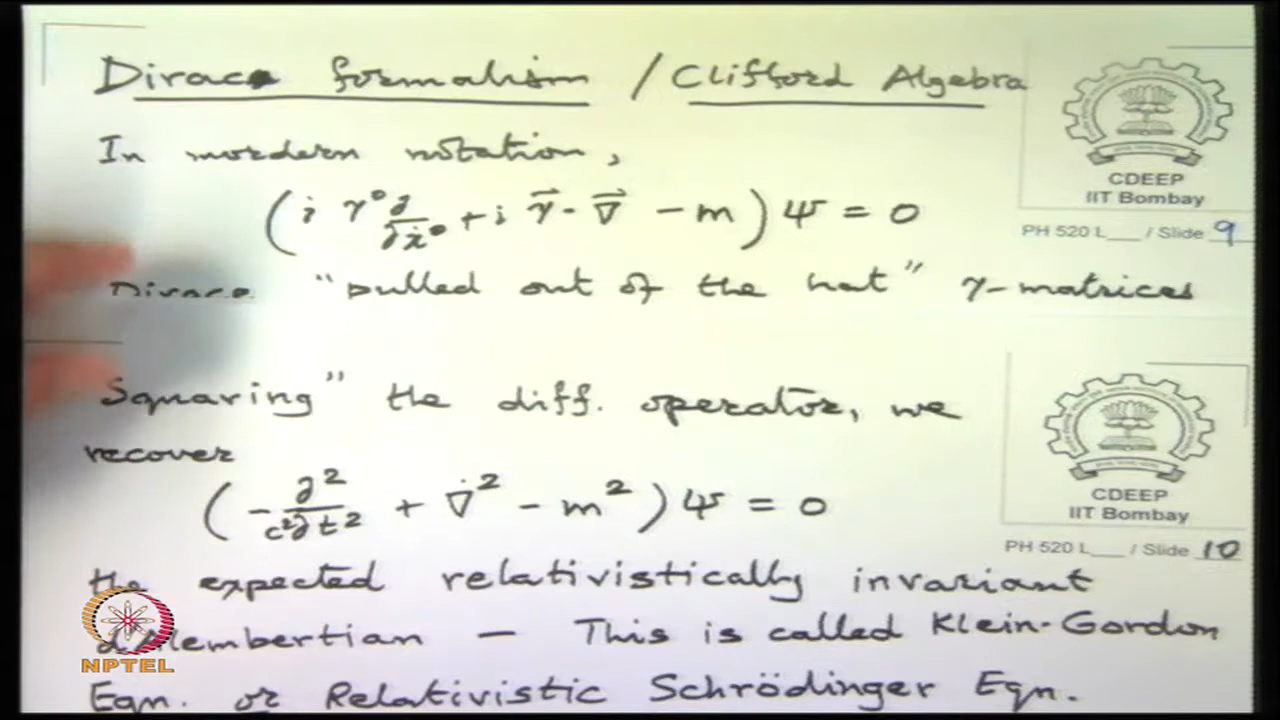 Dirac formalism / Clifford Algebra
In mordern notation,
(i γ⁰ ∂/∂x⁰ + i γ⃗ · ∇⃗ − m) Ψ = 0
Dirac "pulled out of the hat" γ-matrices
CDEEP
IIT Bombay
PH 520 L___ / Slide 9
Squaring" the diff. operator, we
recover
(− ∂²/c²∂t² + ∇² − m²) Ψ = 0
CDEEP
IIT Bombay
PH 520 L___ / Slide 10
the expected relativistically invariant
d'Alembertian — This is called Klein-Gordon
Eqn. or Relativistic Schrödinger Eqn.
NPTEL